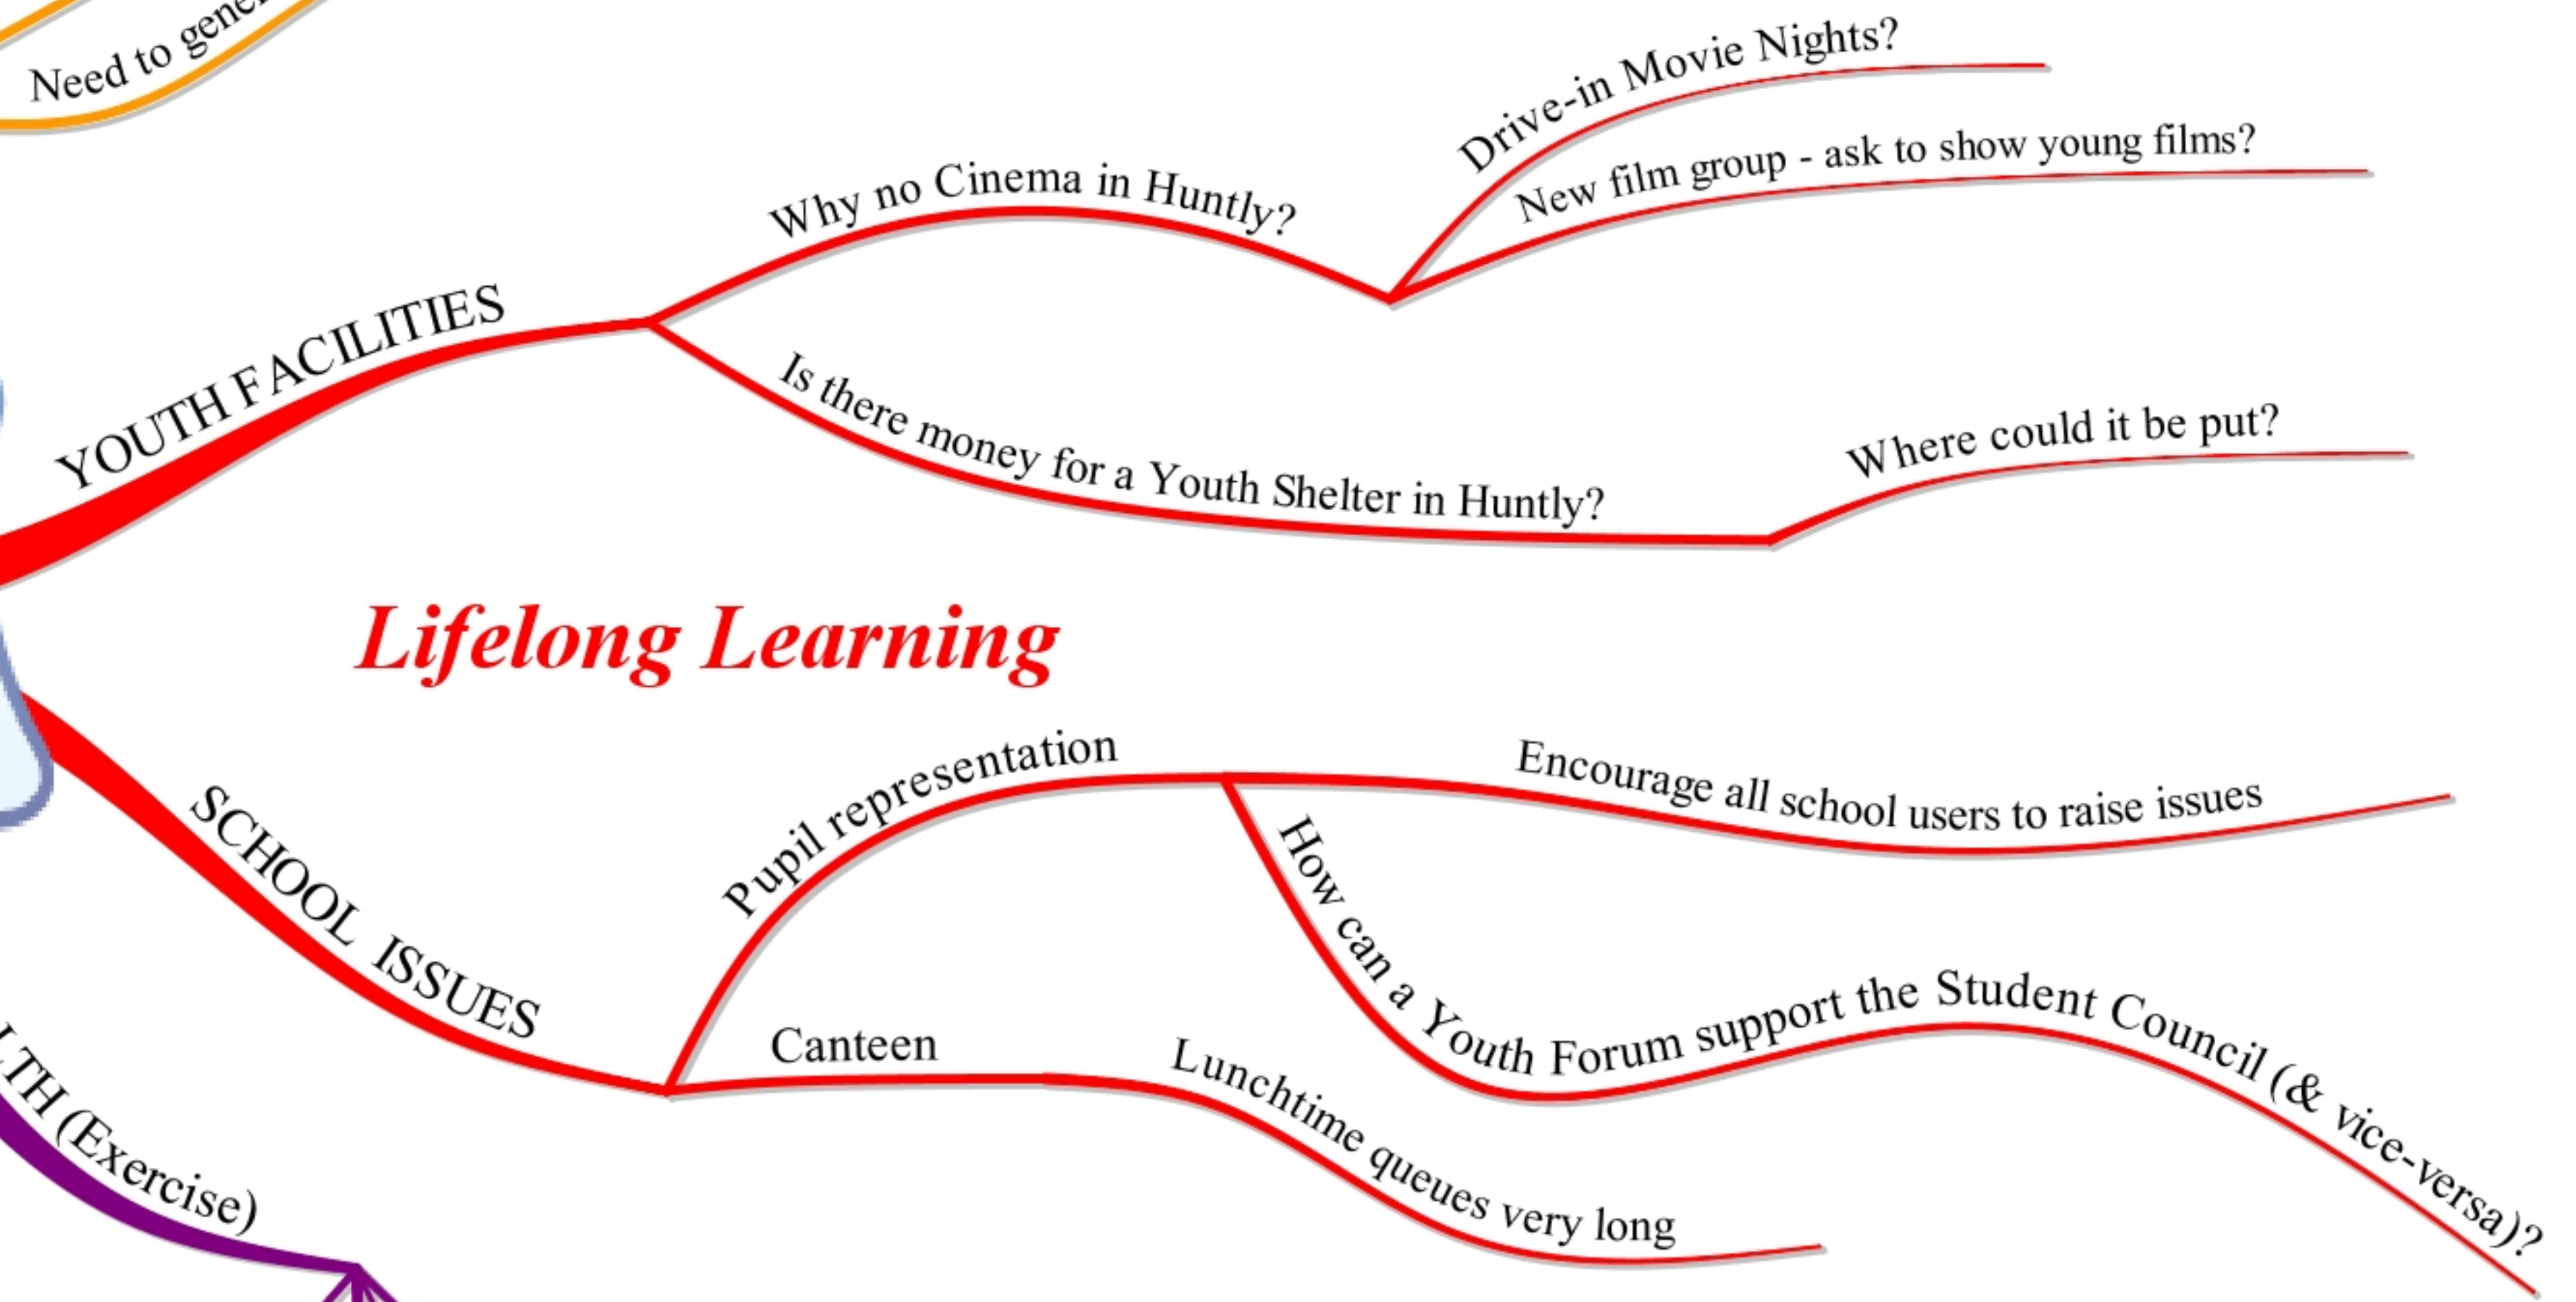 Need to
Drive-in Movie Nights?
New film group - ask to show young films?
Why no Cinema in Huntly?
YOUTH FACILITIES
Is there money for a Youth Shelter in Huntly?
Where could it be put?
Lifelong Learning
Pupil representation
Encourage all school users to raise issues
SCHOOL ISSUES
How can a Youth Forum support the Student Council (& vice-versa)?
Canteen
Lunchtime queues very long
(Exercise)